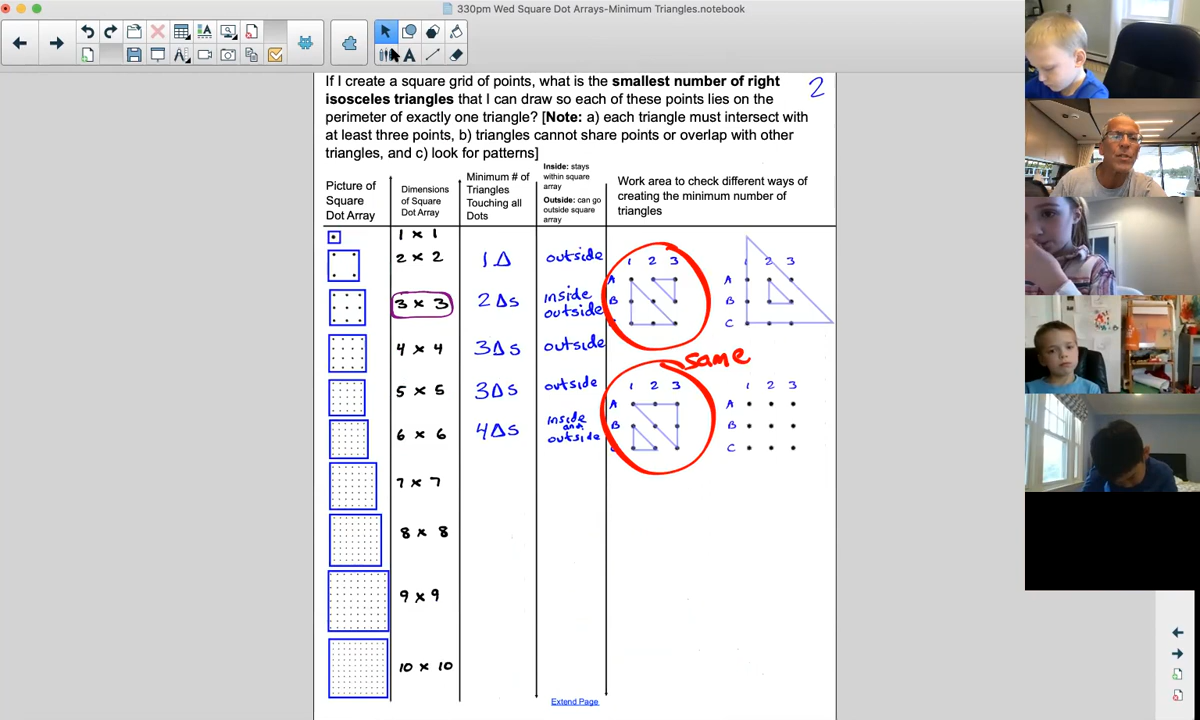 330pm Wed Square Dot Arrays-Minimum Triangles.notebook
If I create a square grid of points, what is the smallest number of right
isosceles triangles that I can draw so each of these points lies on the
perimeter of exactly one triangle? [Note: a) each triangle must intersect with
at least three points, b) triangles cannot share points or overlap with other
triangles, and c) look for patterns]
2
Picture of
Square
Dot Array
Dimensions
of Square
Dot Array
Minimum # of
Triangles
Touching all
Dots
Inside: stays
within square
array
Outside: can go
outside square
array
Work area to check different ways of
creating the minimum number of
triangles
1 × 1
2 × 2
1 Δ
outside
3 × 3
2 Δs
inside
outside
4 × 4
3 Δs
outside
5 × 5
3 Δs
outside
6 × 6
4 Δs
inside
and
outside
7 × 7
8 × 8
9 × 9
10 × 10
1 2 3
A
B
1 2 3
A
B
C
same
1 2 3
A
B
1 2 3
A
B
C
Extend Page